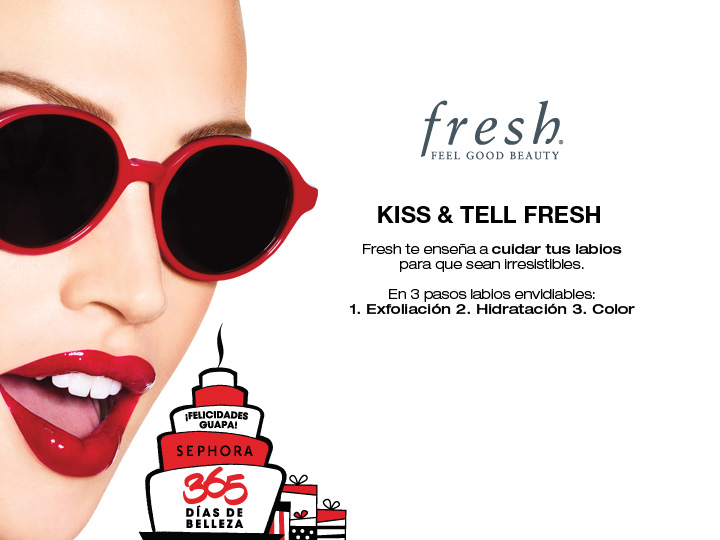 fresh®
FEEL GOOD BEAUTY
KISS & TELL FRESH
Fresh te enseña a cuidar tus labios
para que sean irresistibles.
En 3 pasos labios envidiables:
1. Exfoliación 2. Hidratación 3. Color
¡FELICIDADES
GUAPA!
SEPHORA
365
DÍAS DE
BELLEZA